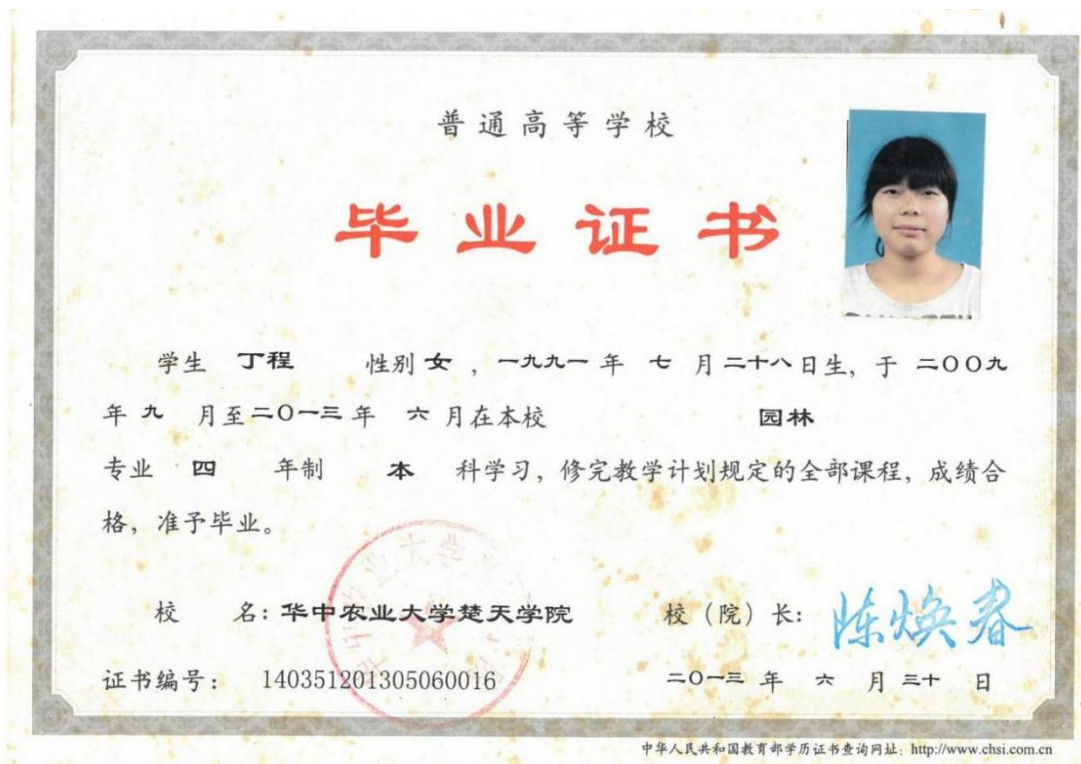 普通高等学校
毕业证书
学生 丁程 性别 女 ，一九九一 年 七 月 二十八 日生，于 二〇〇九
年 九 月至 二〇一三 年 六 月在本校 园林
专业 四 年制 本 科学习，修完教学计划规定的全部课程，成绩合
格，准予毕业。
校 名：华中农业大学楚天学院 校（院）长：陈焕春
证书编号： 140351201305060016 二〇一三 年 六 月 三十 日
中华人民共和国教育部学历证书查询网址：http://www.chsi.com.cn